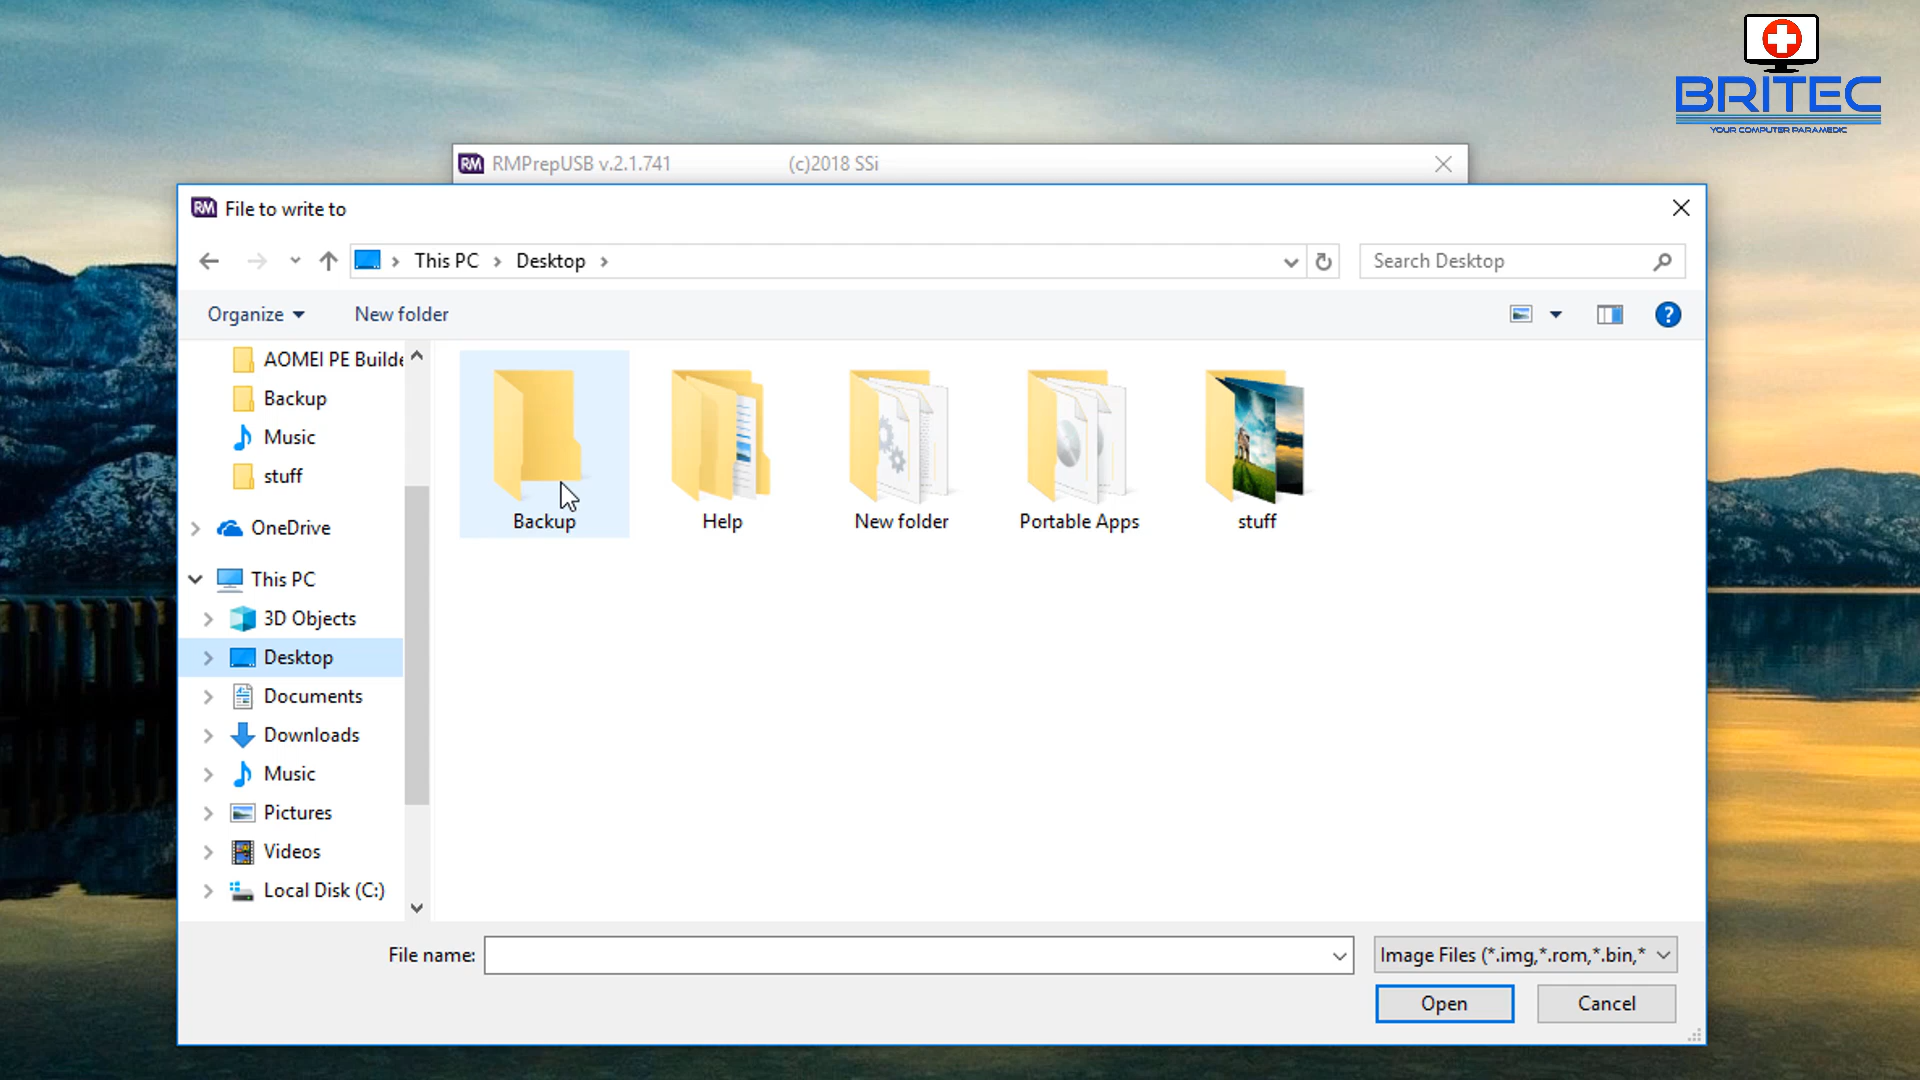 BRITEC
YOUR COMPUTER PARAMEDIC
RM RMPrepUSB v.2.1.741 (c)2018 SSi
RM File to write to
This PC Desktop Search Desktop
Organize New folder ?
AOMEI PE Builde
Backup
Music
stuff
OneDrive
This PC
3D Objects
Desktop
Documents
Downloads
Music
Pictures
Videos
Local Disk (C:)
Backup Help New folder Portable Apps stuff
File name: Image Files (*.img,*.rom,*.bin,*
Open Cancel